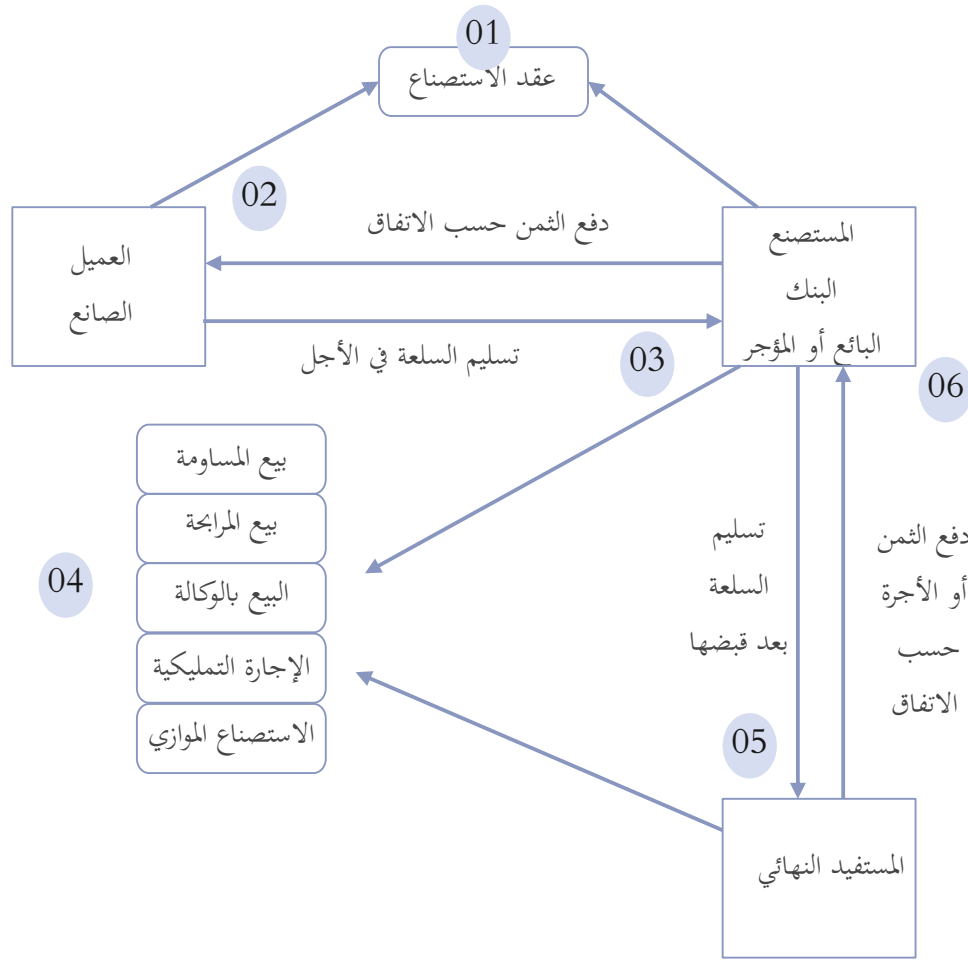 01
عقد الاستصناع
02
دفع الثمن حسب الاتفاق
المستصنع
البنك
البائع أو المؤجر
العميل
الصانع
تسليم السلعة في الأجل
03
06
بيع المساومة
بيع المرابحة
البيع بالوكالة
الإجارة التمليكية
الاستصناع الموازي
04
تسليم
السلعة
بعد قبضها
دفع الثمن
أو الأجرة
حسب
الاتفاق
05
المستفيد النهائي